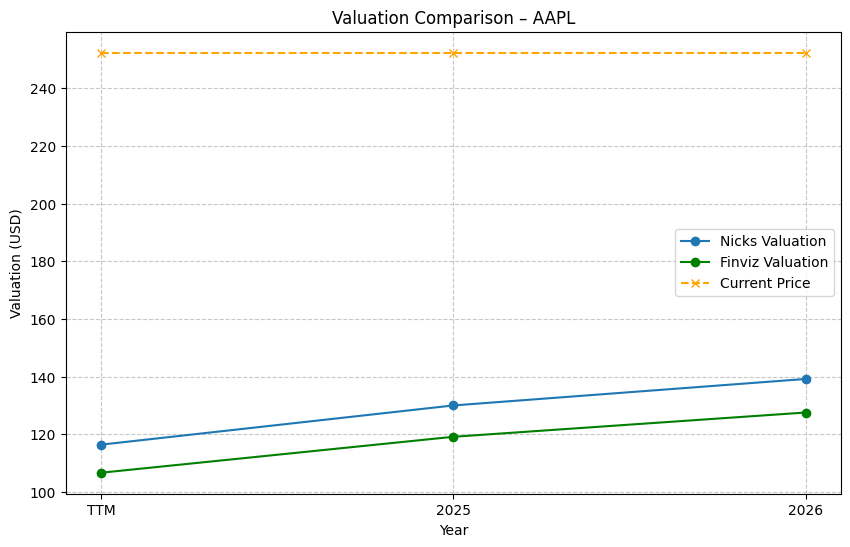 Valuation Comparison – AAPL
Valuation (USD)
240
220
200
180
160
140
120
100
Nicks Valuation
Finviz Valuation
Current Price
TTM 2025 2026
Year